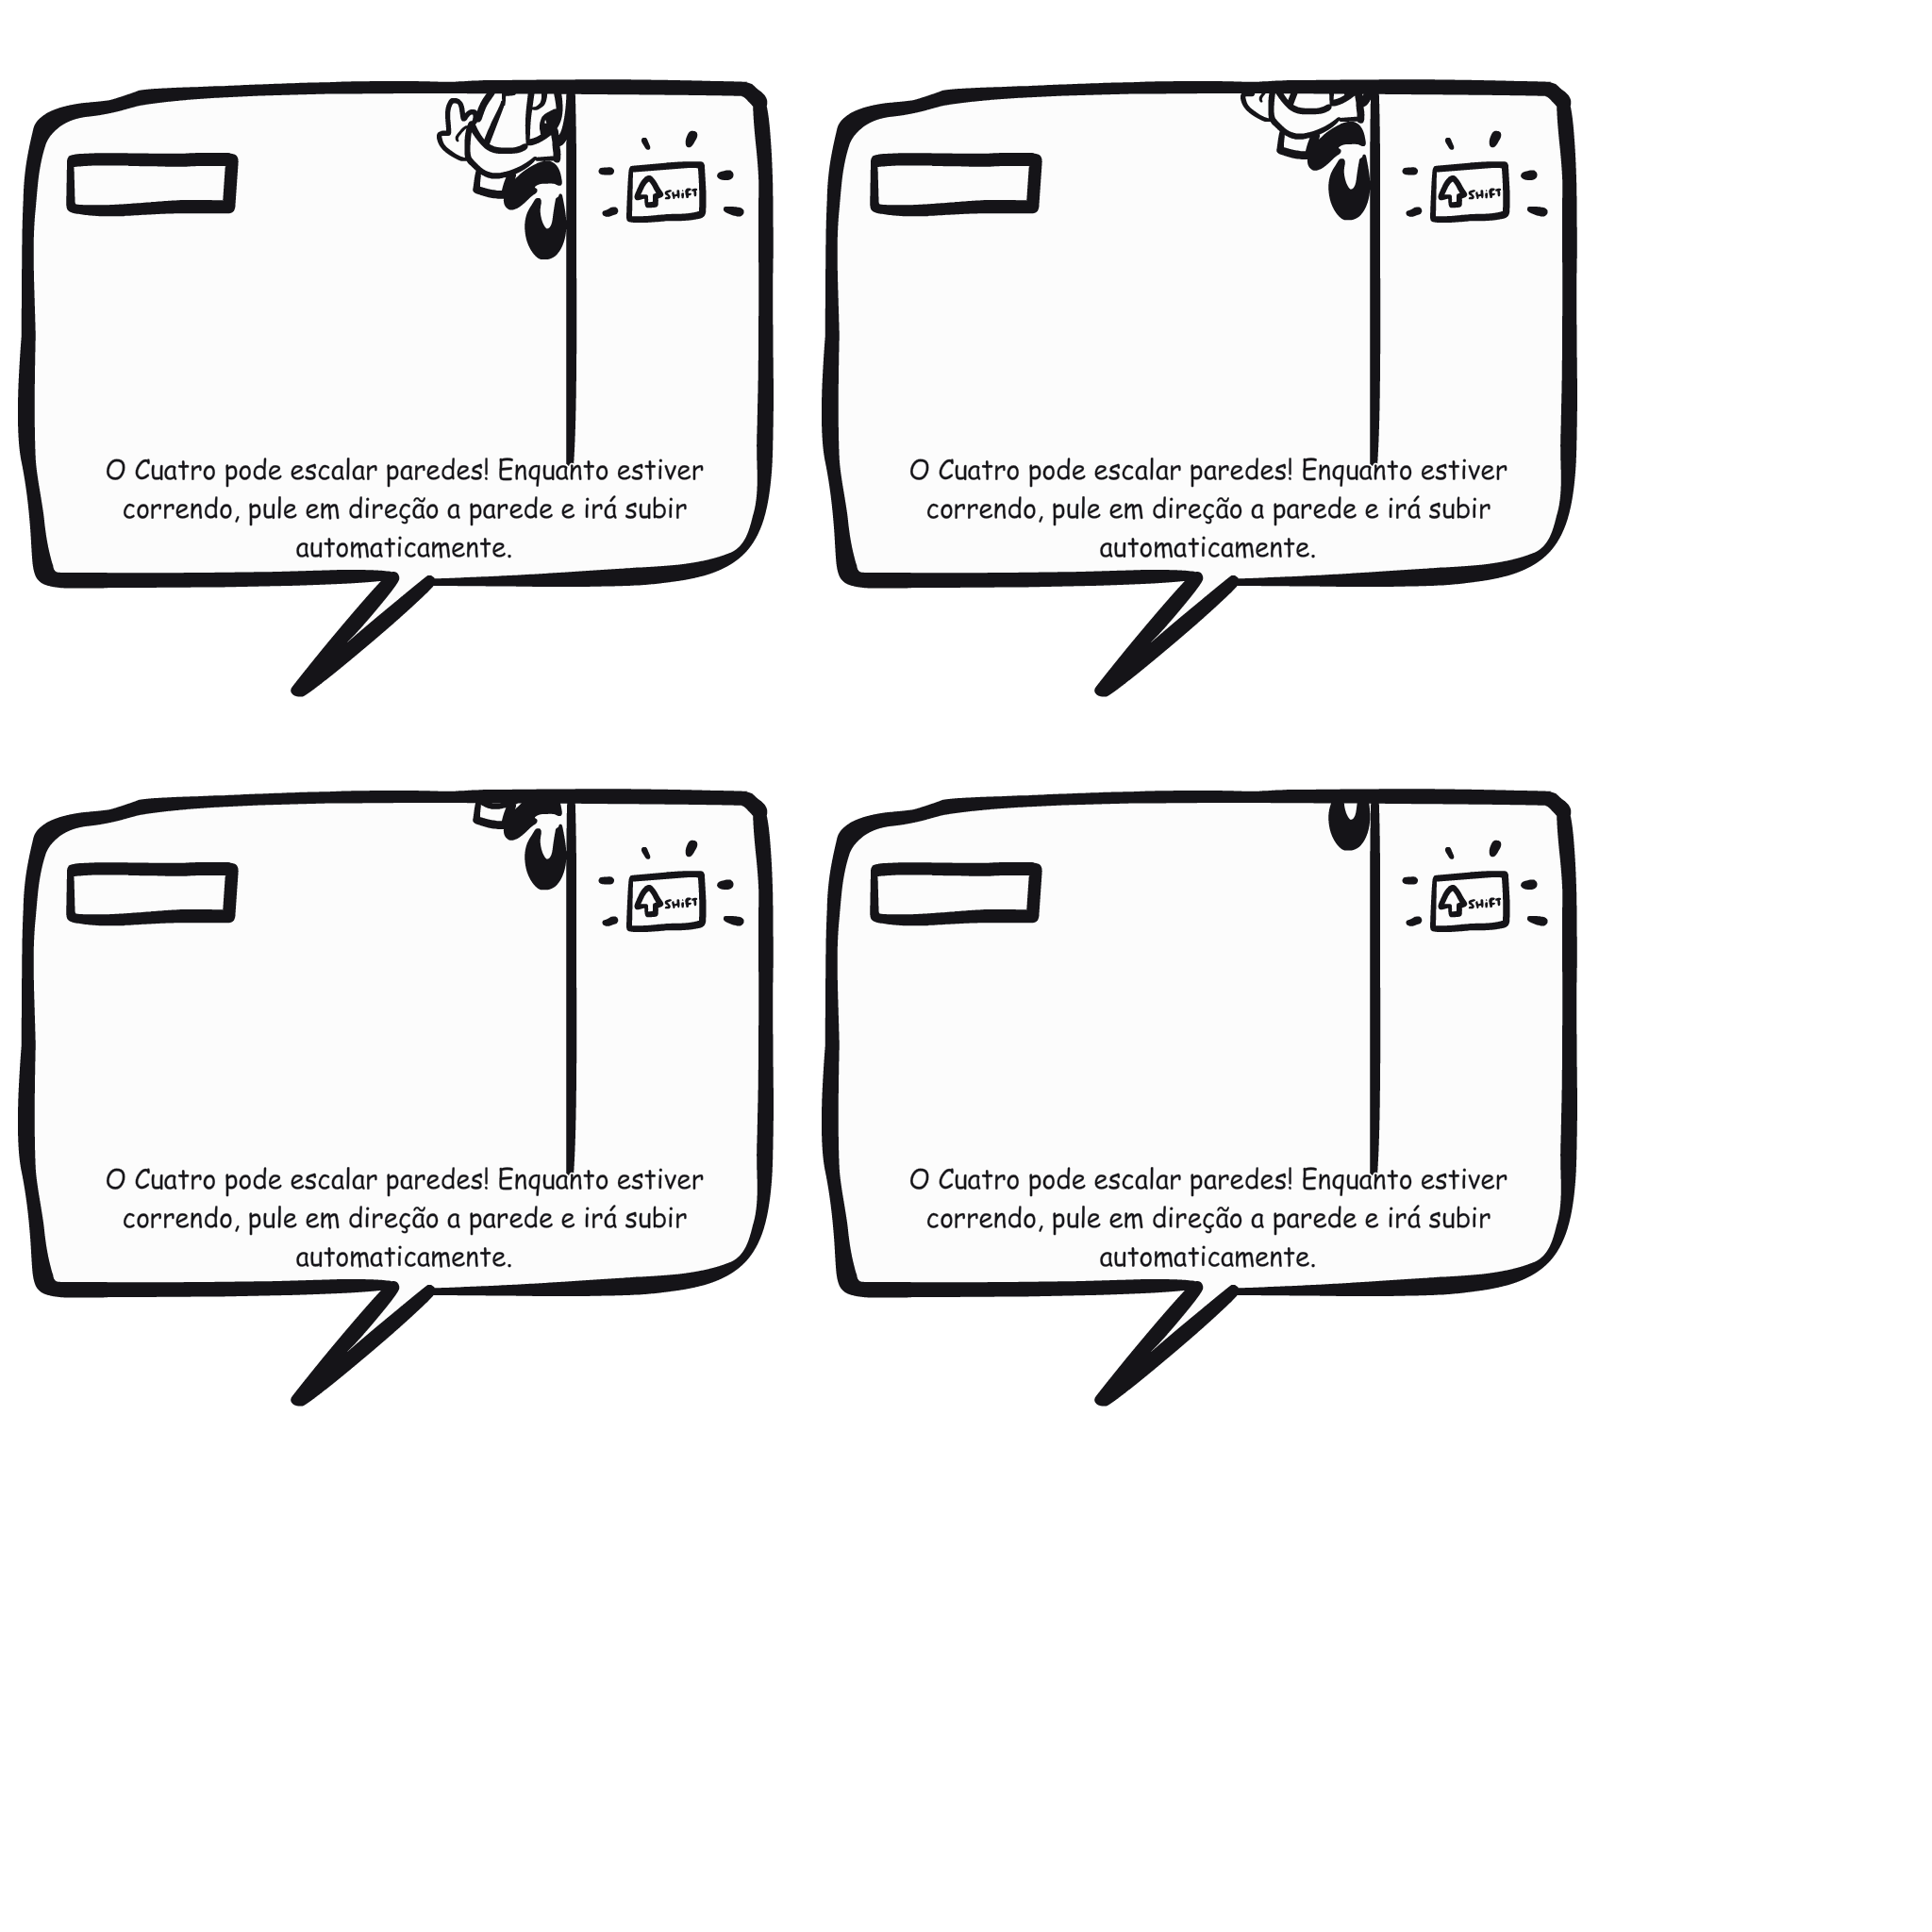 SHiFT
O Cuatro pode escalar paredes! Enquanto estiver
correndo, pule em direção a parede e irá subir
automaticamente.
SHiFT
O Cuatro pode escalar paredes! Enquanto estiver
correndo, pule em direção a parede e irá subir
automaticamente.
SHiFT
O Cuatro pode escalar paredes! Enquanto estiver
correndo, pule em direção a parede e irá subir
automaticamente.
SHiFT
O Cuatro pode escalar paredes! Enquanto estiver
correndo, pule em direção a parede e irá subir
automaticamente.